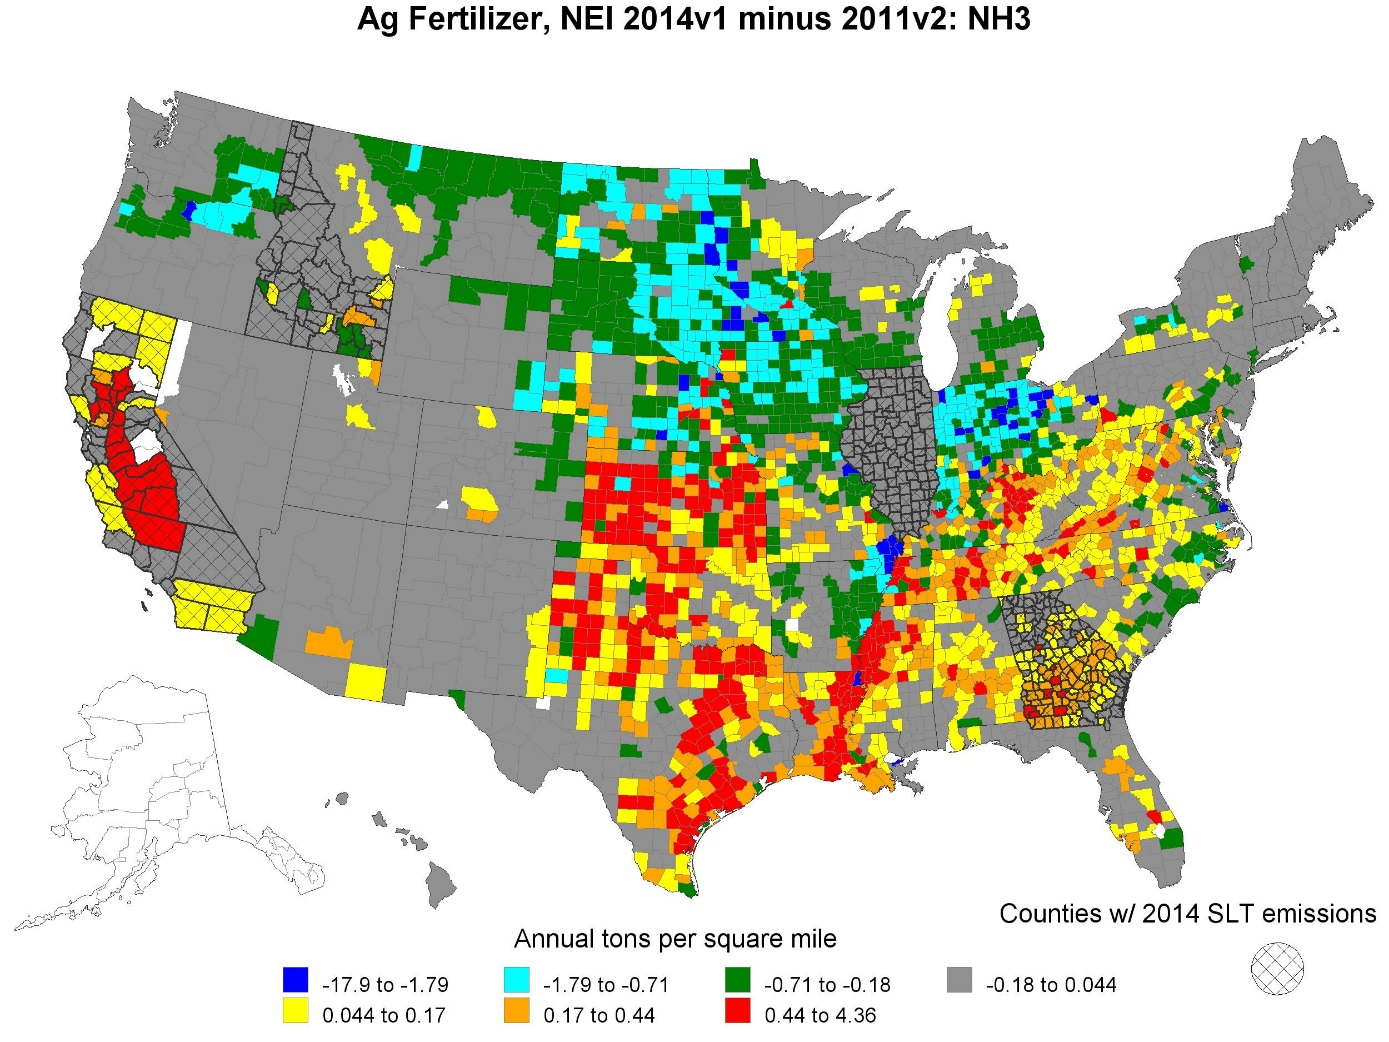 Ag Fertilizer, NEI 2014v1 minus 2011v2: NH3
Counties w/ 2014 SLT emissions
Annual tons per square mile
-17.9 to -1.79
-1.79 to -0.71
-0.71 to -0.18
-0.18 to 0.044
0.044 to 0.17
0.17 to 0.44
0.44 to 4.36